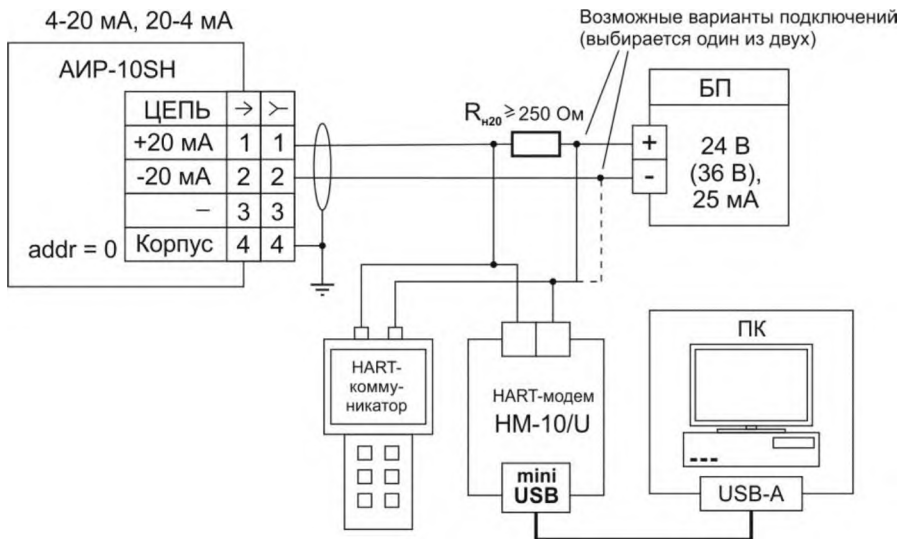 4-20 мА, 20-4 мА
Возможные варианты подключений
(выбирается один из двух)
АИР-10SH
ЦЕПЬ → ≻
+20 мА 1 1
-20 мА 2 2
– 3 3
Корпус 4 4
addr = 0
Rн20 ≥ 250 Ом
БП
+
-
24 В
(36 В),
25 мА
HART-
комму-
никатор
HART-модем
HM-10/U
mini
USB
ПК
USB-A